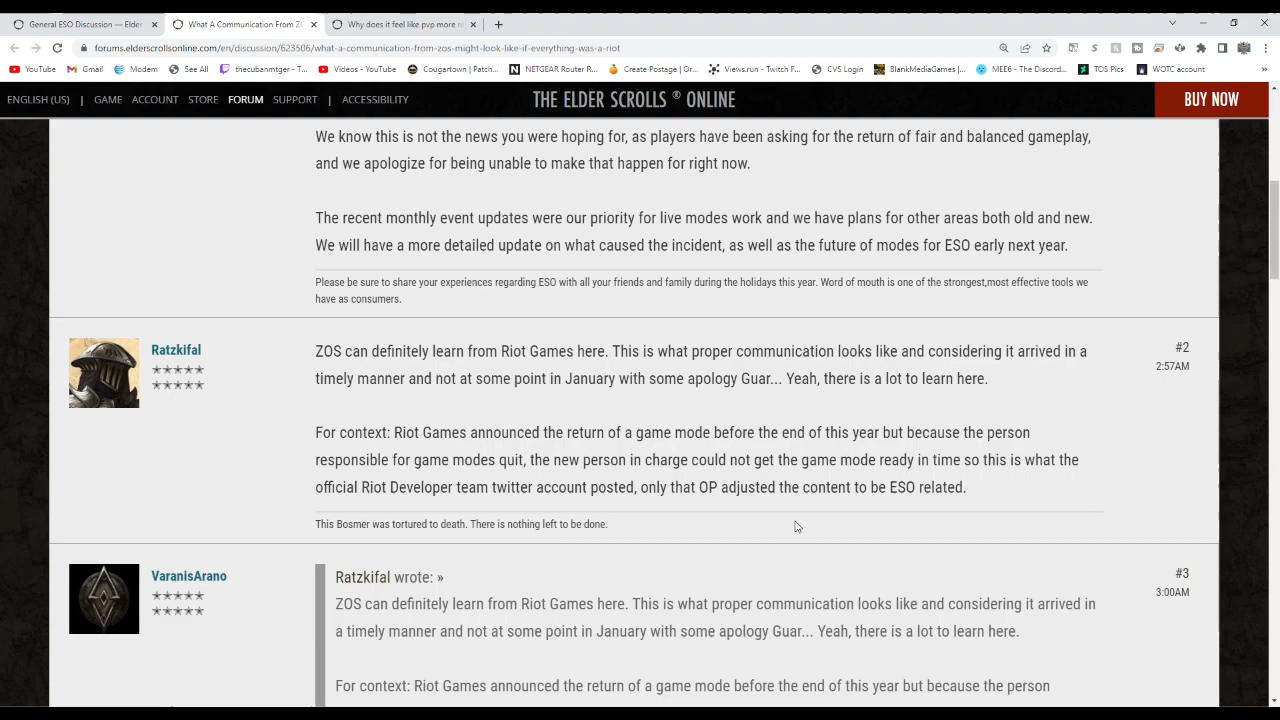 General ESO Discussion — Elder
What A Communication From ZO
Why does it feel like pvp more r
forums.elderscrollsonline.com/en/discussion/623506/what-a-communication-from-zos-might-look-like-if-everything-was-a-riot
YouTube
Gmail
Modem
See All
thecubanmtger - T...
Videos - YouTube
Cougartown | Patch...
NETGEAR Router R...
Create Postage | Or...
Views.run - Twitch F...
CVS Login
BlankMediaGames |...
MEE6 - The Discord...
TOS Pics
WOTC account
»
ENGLISH (US) | GAME ACCOUNT STORE FORUM SUPPORT | ACCESSIBILITY
THE ELDER SCROLLS ® ONLINE
BUY NOW
We know this is not the news you were hoping for, as players have been asking for the return of fair and balanced gameplay,
and we apologize for being unable to make that happen for right now.
The recent monthly event updates were our priority for live modes work and we have plans for other areas both old and new.
We will have a more detailed update on what caused the incident, as well as the future of modes for ESO early next year.
Please be sure to share your experiences regarding ESO with all your friends and family during the holidays this year. Word of mouth is one of the strongest,most effective tools we
have as consumers.
Ratzkifal
#2
2:57AM
ZOS can definitely learn from Riot Games here. This is what proper communication looks like and considering it arrived in a
timely manner and not at some point in January with some apology Guar... Yeah, there is a lot to learn here.
For context: Riot Games announced the return of a game mode before the end of this year but because the person
responsible for game modes quit, the new person in charge could not get the game mode ready in time so this is what the
official Riot Developer team twitter account posted, only that OP adjusted the content to be ESO related.
This Bosmer was tortured to death. There is nothing left to be done.
VaranisArano
#3
3:00AM
Ratzkifal wrote: »
ZOS can definitely learn from Riot Games here. This is what proper communication looks like and considering it arrived in
a timely manner and not at some point in January with some apology Guar... Yeah, there is a lot to learn here.
For context: Riot Games announced the return of a game mode before the end of this year but because the person